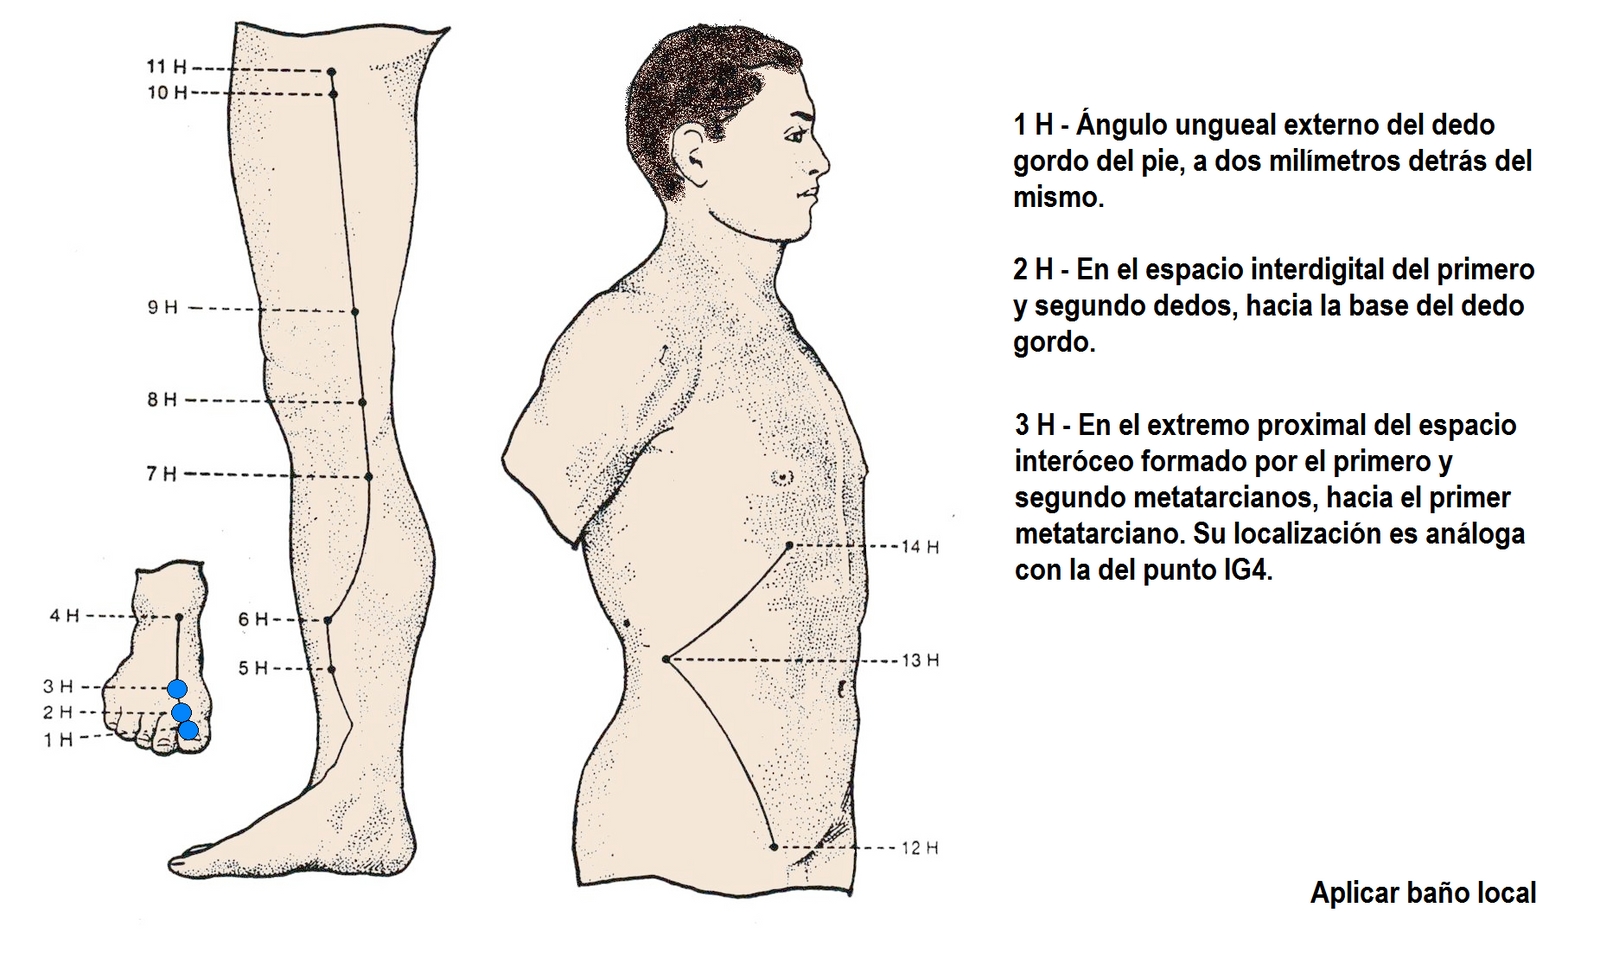 11 H
10 H
9 H
8 H
7 H
6 H
5 H
4 H
3 H
2 H
1 H
14 H
13 H
12 H
1 H - Ángulo ungueal externo del dedo
gordo del pie, a dos milímetros detrás del
mismo.
2 H - En el espacio interdigital del primero
y segundo dedos, hacia la base del dedo
gordo.
3 H - En el extremo proximal del espacio
interóceo formado por el primero y
segundo metatarcianos, hacia el primer
metatarciano. Su localización es análoga
con la del punto IG4.
Aplicar baño local